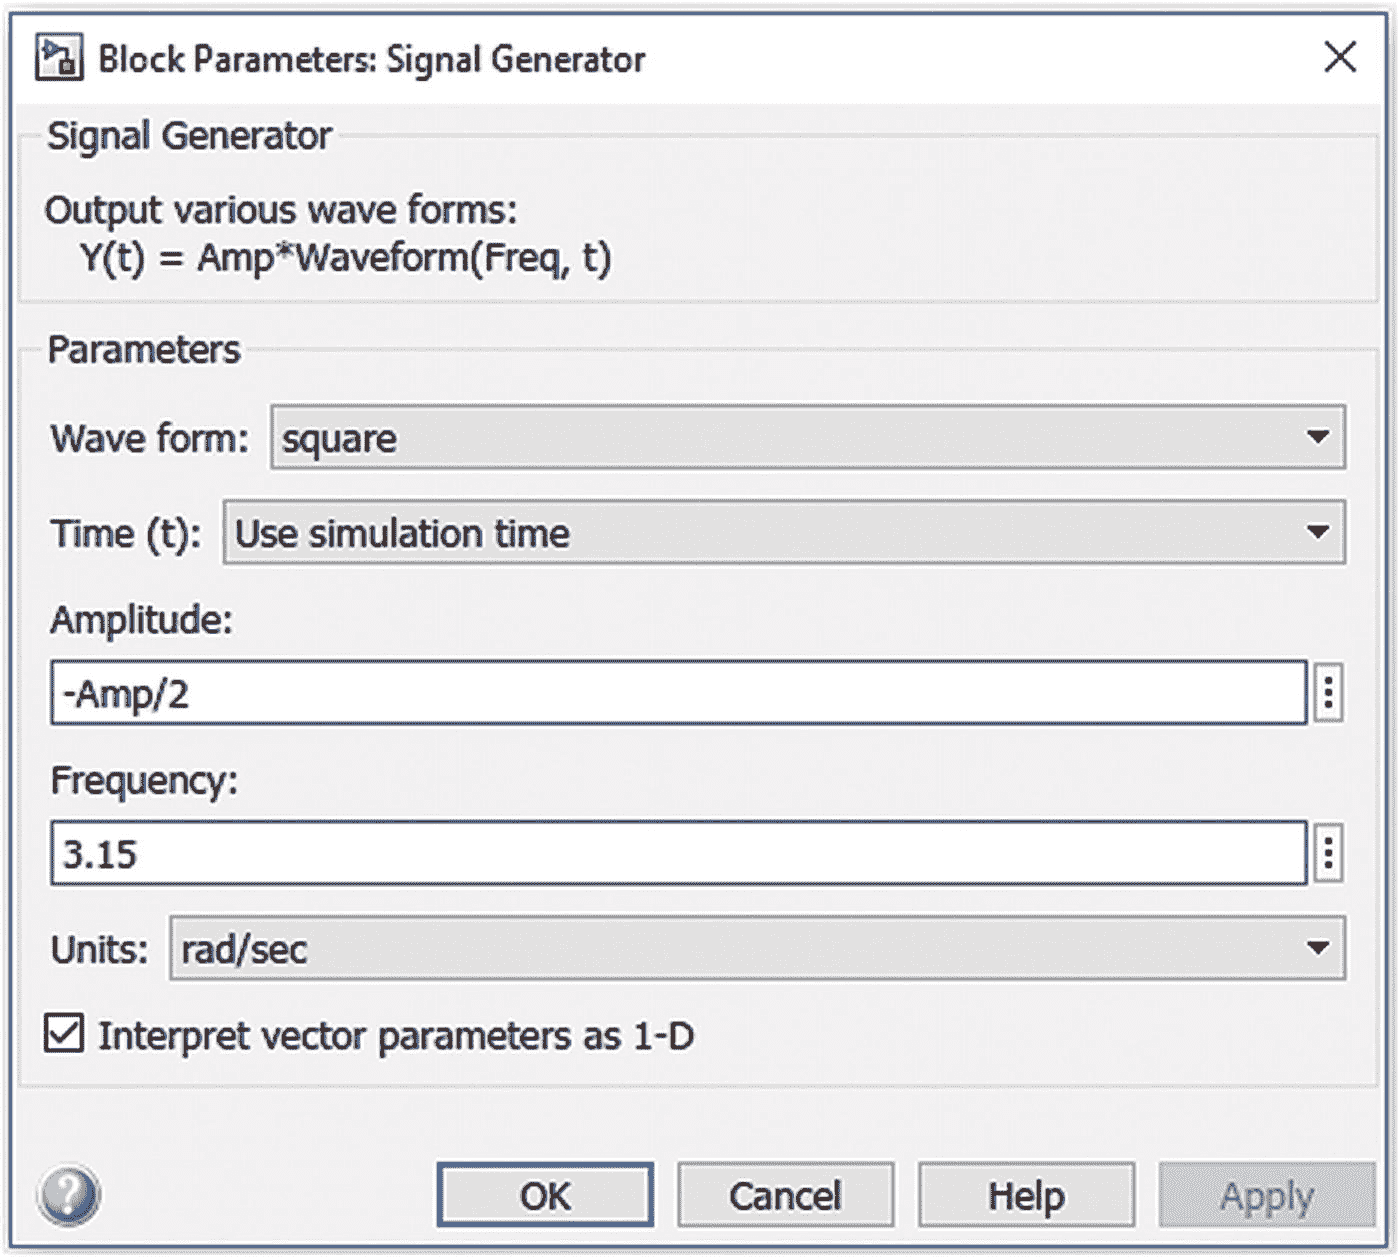 Block Parameters: Signal Generator
Signal Generator
Output various wave forms:
Y(t) = Amp*Waveform(Freq, t)
Parameters
Wave form: square
Time (t): Use simulation time
Amplitude:
-Amp/2
Frequency:
3.15
Units: rad/sec
Interpret vector parameters as 1-D
? OK Cancel Help Apply